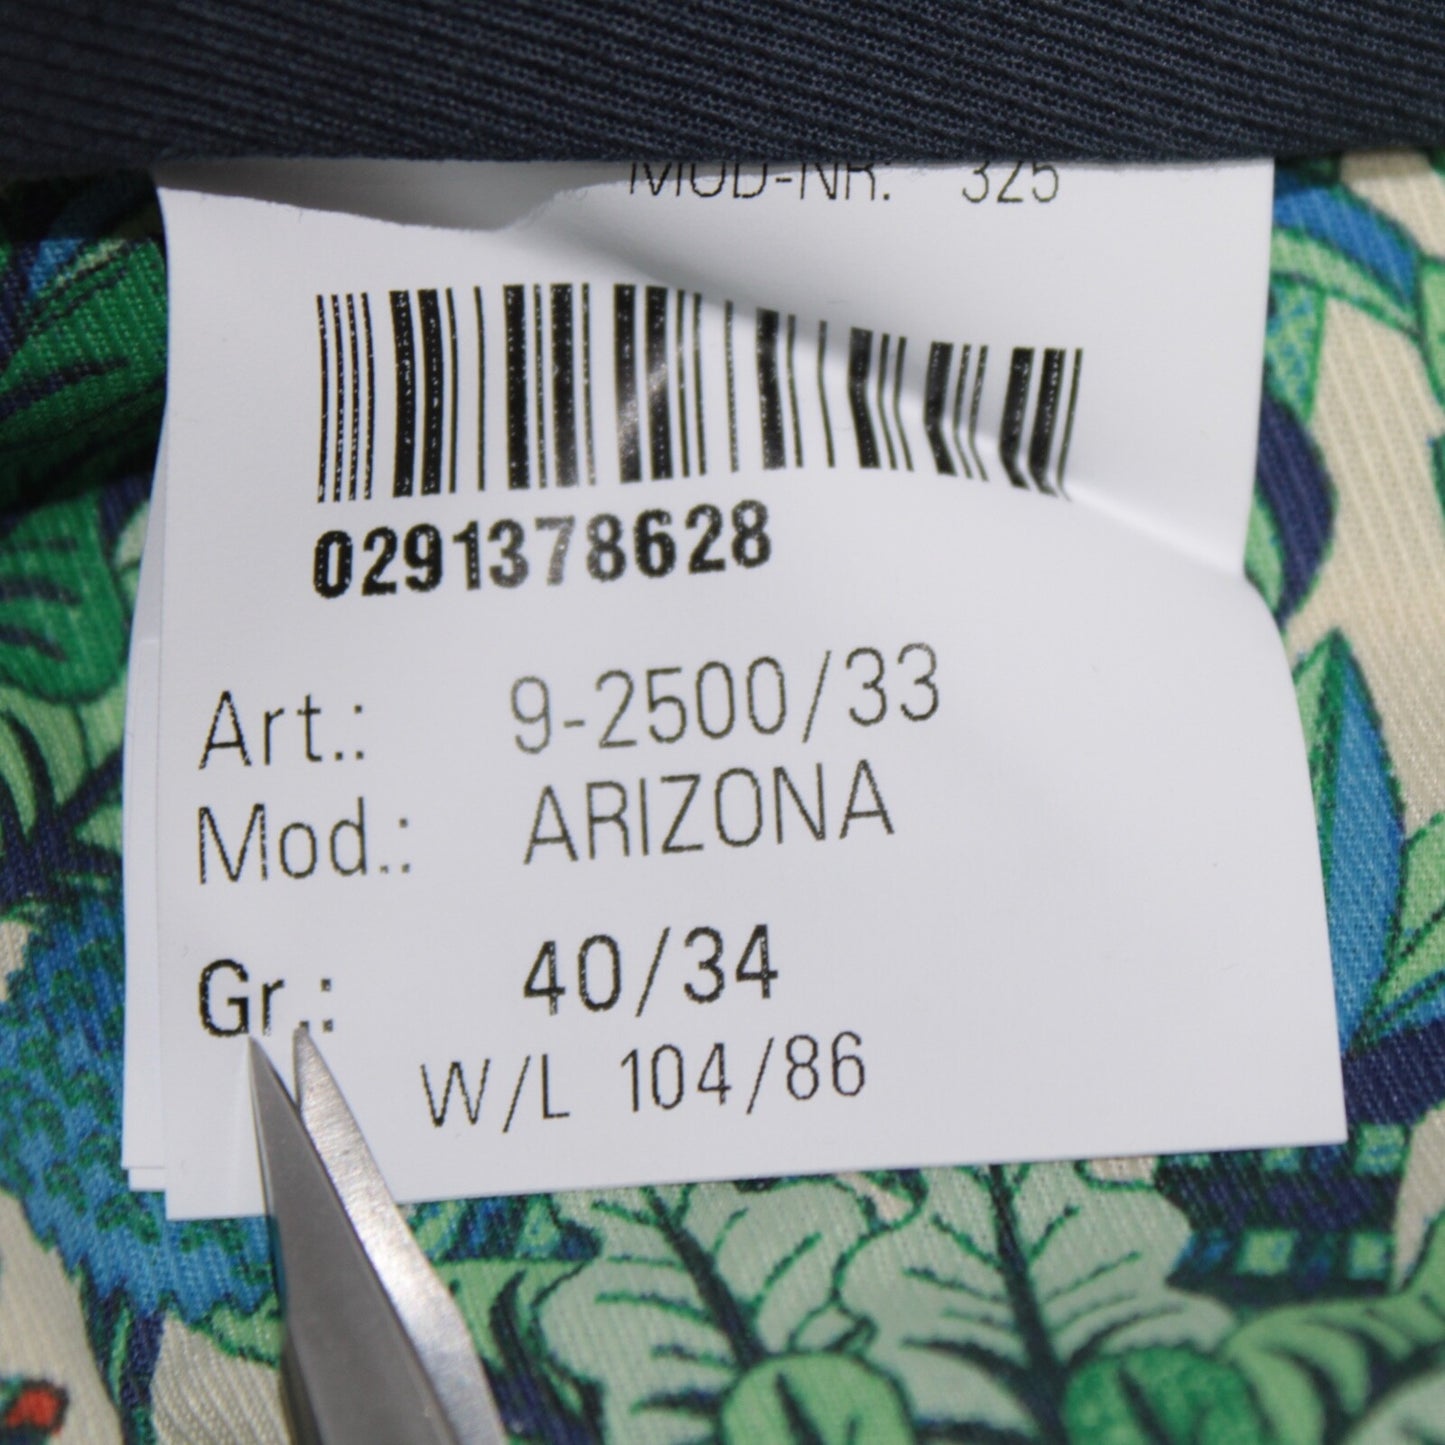 MOD-NR. 325
0291378628
Art.: 9-2500/33
Mod.: ARIZONA
Gr.: 40/34
W/L 104/86